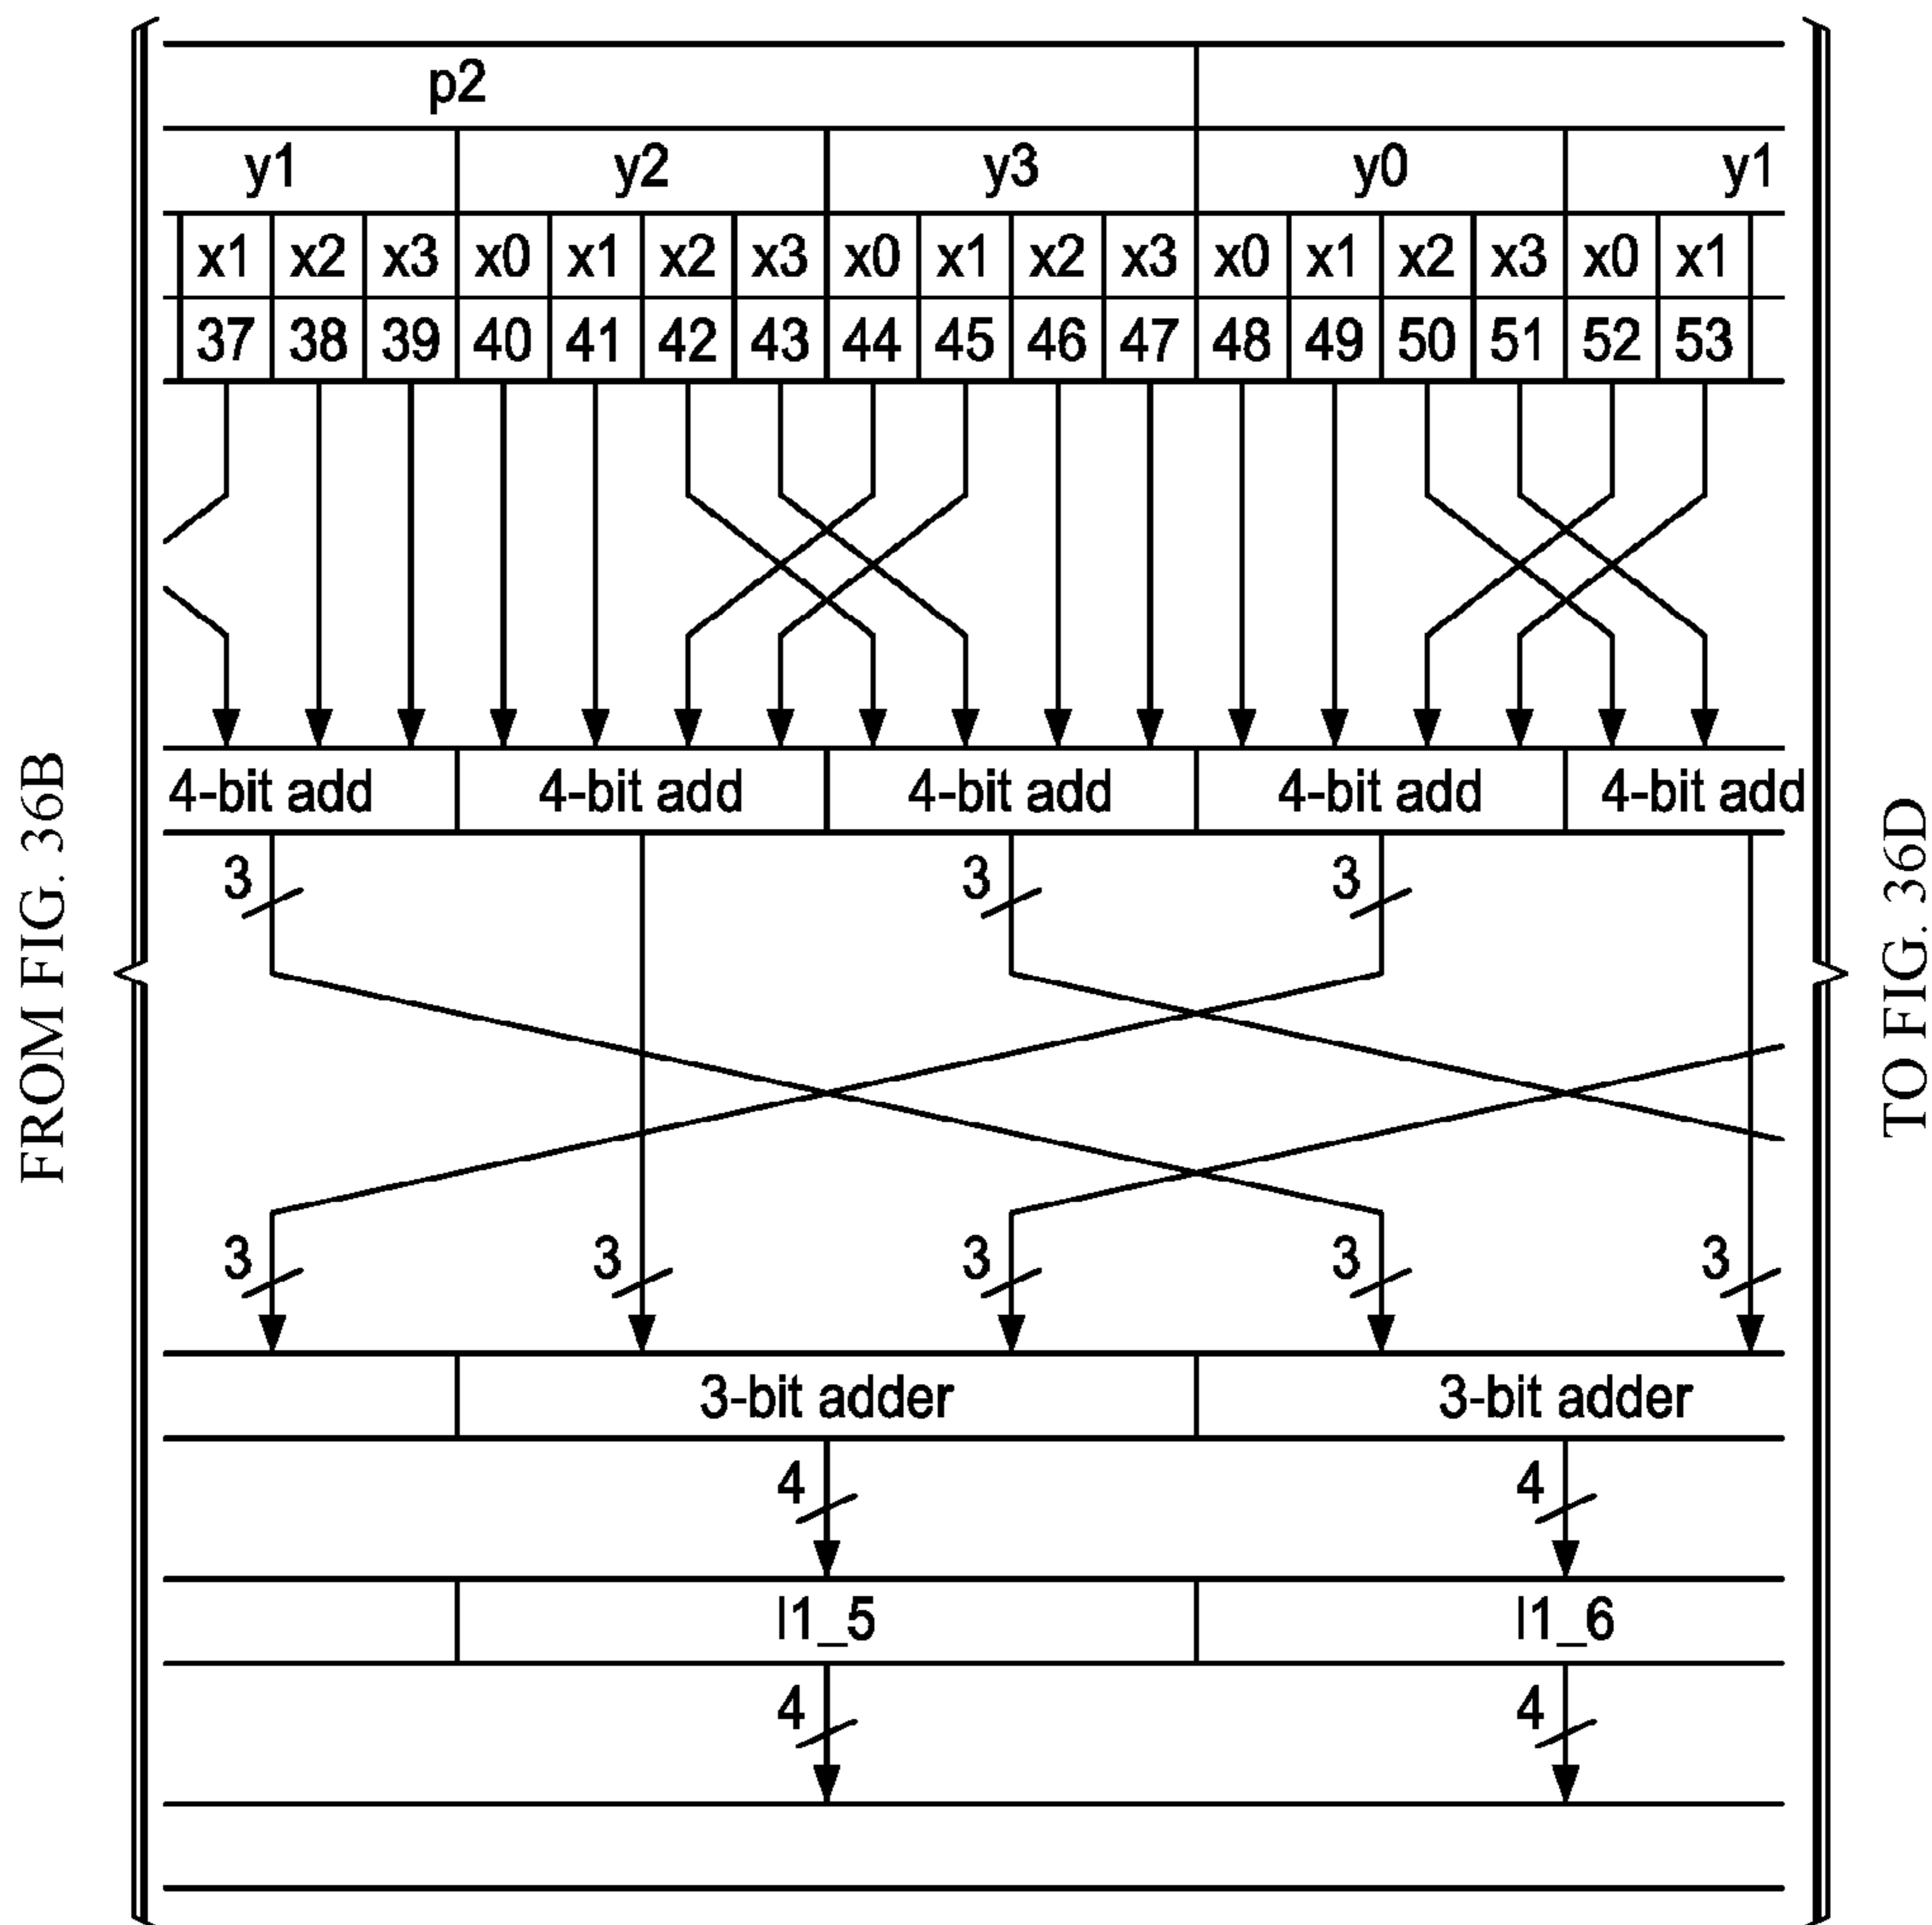 p2
y1 y2 y3 y0 y1
x1 x2 x3 x0 x1 x2 x3 x0 x1 x2 x3 x0 x1 x2 x3 x0 x1
37 38 39 40 41 42 43 44 45 46 47 48 49 50 51 52 53
FROM FIG. 36B
TO FIG. 36D
4-bit add 4-bit add 4-bit add 4-bit add 4-bit add
3 3 3
3 3 3 3 3
3-bit adder 3-bit adder
4 4
l1_5 l1_6
4 4